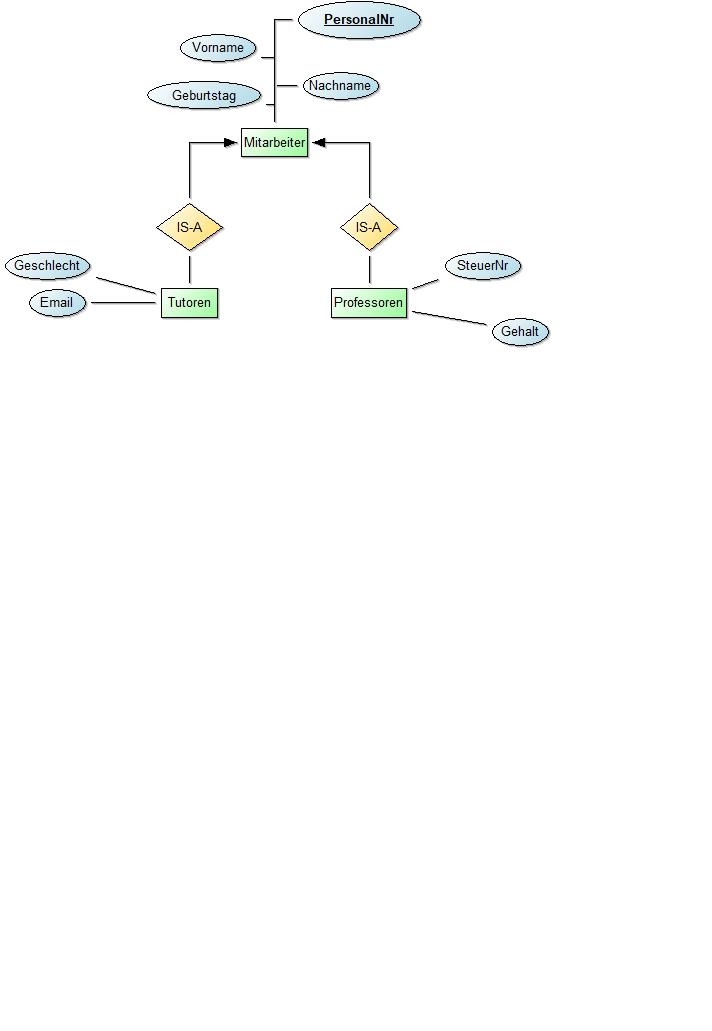 PersonalNr
Vorname
Nachname
Geburtstag
Mitarbeiter
IS-A
IS-A
Geschlecht
SteuerNr
Email
Tutoren
Professoren
Gehalt